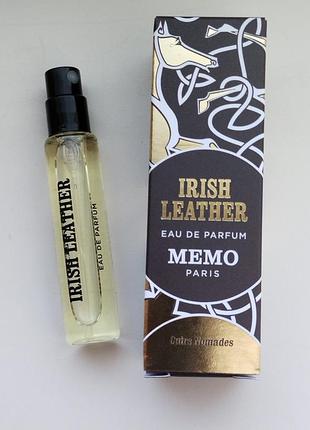 IRISH LEATHER
EAU DE PARFUM
IRISH
LEATHER
EAU DE PARFUM
MEMO
PARIS
Cuirs Nomades